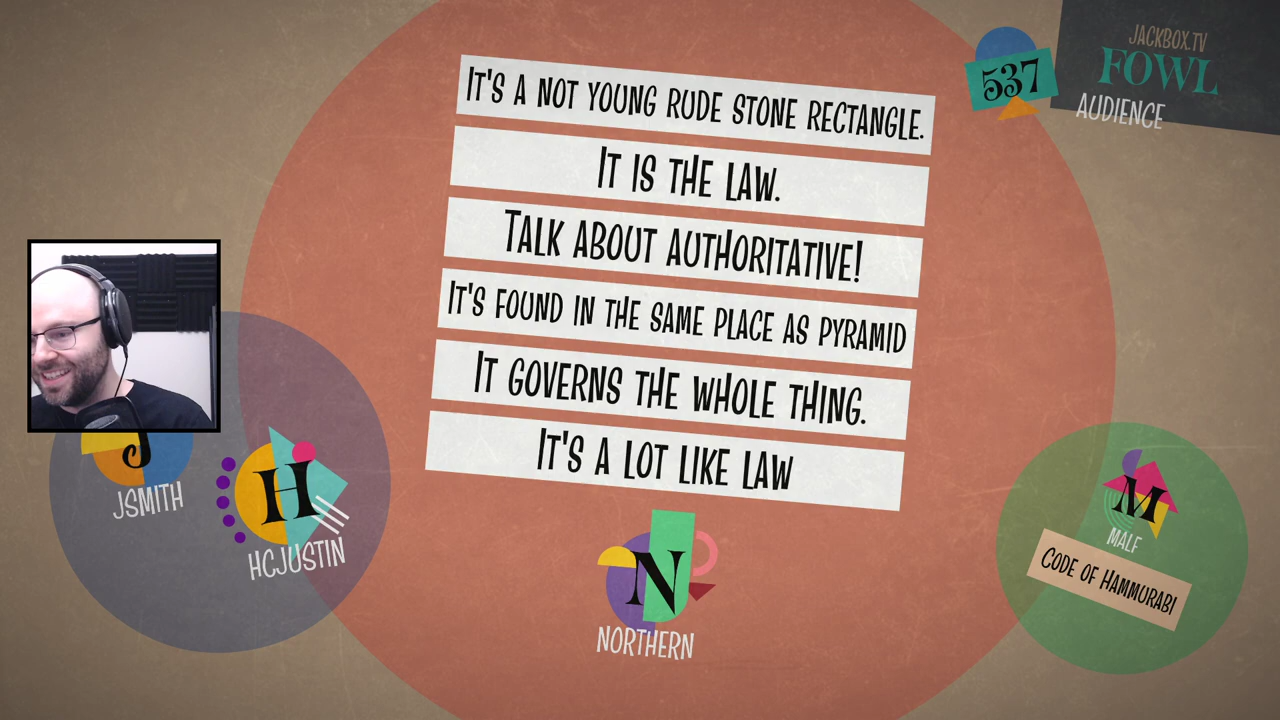 It's a not young rude stone rectangle.
It is the law.
Talk about authoritative!
It's found in the same place as pyramid
It governs the whole thing.
It's a lot like law
537
JACKBOX.TV
FOWL
AUDIENCE
J
JSMITH
H
HCJUSTIN
N
NORTHERN
M
MALF
Code of Hammurabi